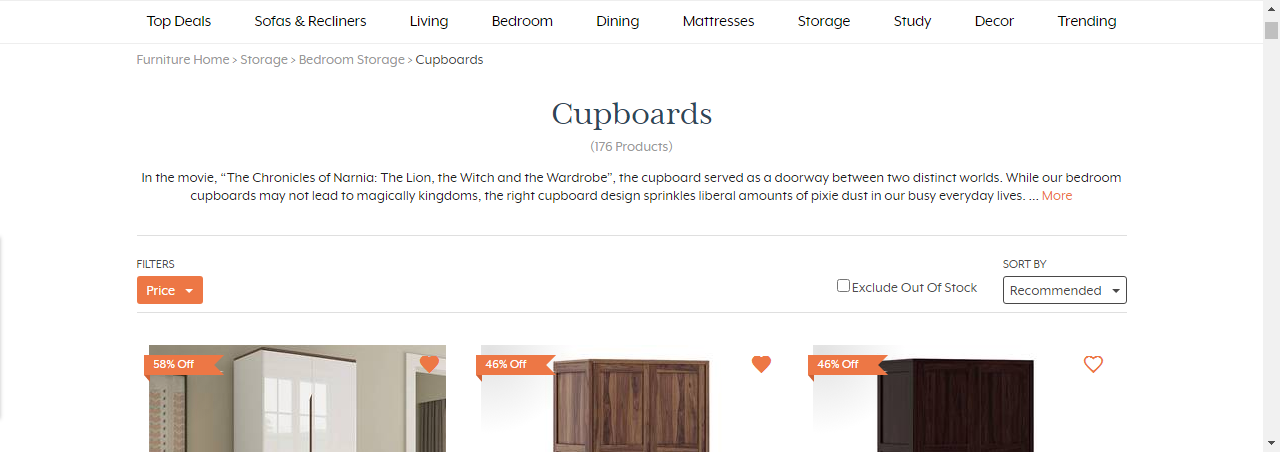 Top Deals Sofas & Recliners Living Bedroom Dining Mattresses Storage Study Decor Trending
Furniture Home > Storage > Bedroom Storage > Cupboards
Cupboards
(176 Products)
In the movie, “The Chronicles of Narnia: The Lion, the Witch and the Wardrobe”, the cupboard served as a doorway between two distinct worlds. While our bedroom
cupboards may not lead to magically kingdoms, the right cupboard design sprinkles liberal amounts of pixie dust in our busy everyday lives. ... More
FILTERS
Price
Exclude Out Of Stock
SORT BY
Recommended
58% Off
46% Off
46% Off